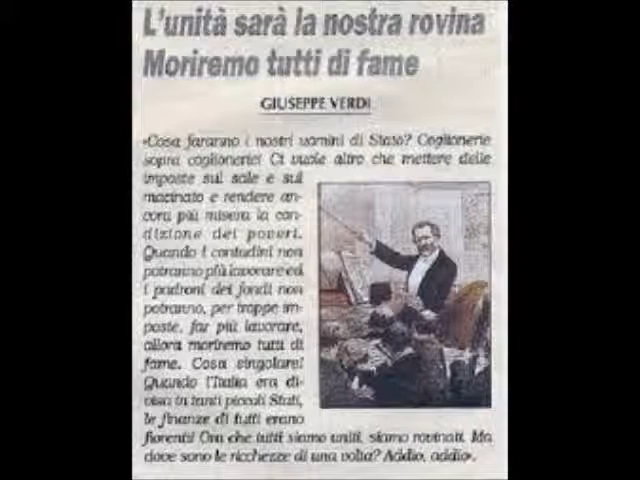 L'unità sarà la nostra rovina
Moriremo tutti di fame
GIUSEPPE VERDI
«Cosa faranno i nostri uomini di Stato? Coglionerie
sopra coglionerie! Ci vuole altro che mettere delle
imposte sul sale e sul
macinato e rendere an-
cora più misera la con-
dizione dei poveri.
Quando i contadini non
potranno più lavorare ed
i padroni dei fondi non
potranno, per troppe im-
poste, far più lavorare,
allora moriremo tutti di
fame. Cosa singolare!
Quando l'Italia era di-
visa in tanti piccoli Stati,
le finanze di tutti erano
fiorenti! Ora che tutti siamo uniti, siamo rovinati. Ma
dove sono le ricchezze di una volta? Addio, addio».